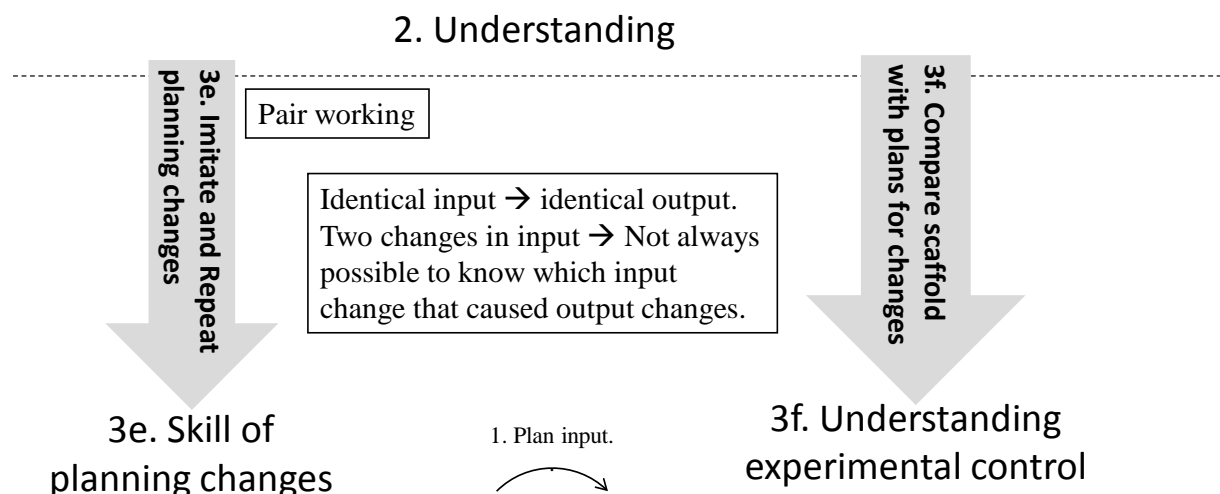 2. Understanding
3e. Imitate and Repeat
planning changes
Pair working
Identical input → identical output.
Two changes in input → Not always
possible to know which input
change that caused output changes.
3f. Compare scaffold
with plans for changes
3e. Skill of
planning changes
1. Plan input.
3f. Understanding
experimental control